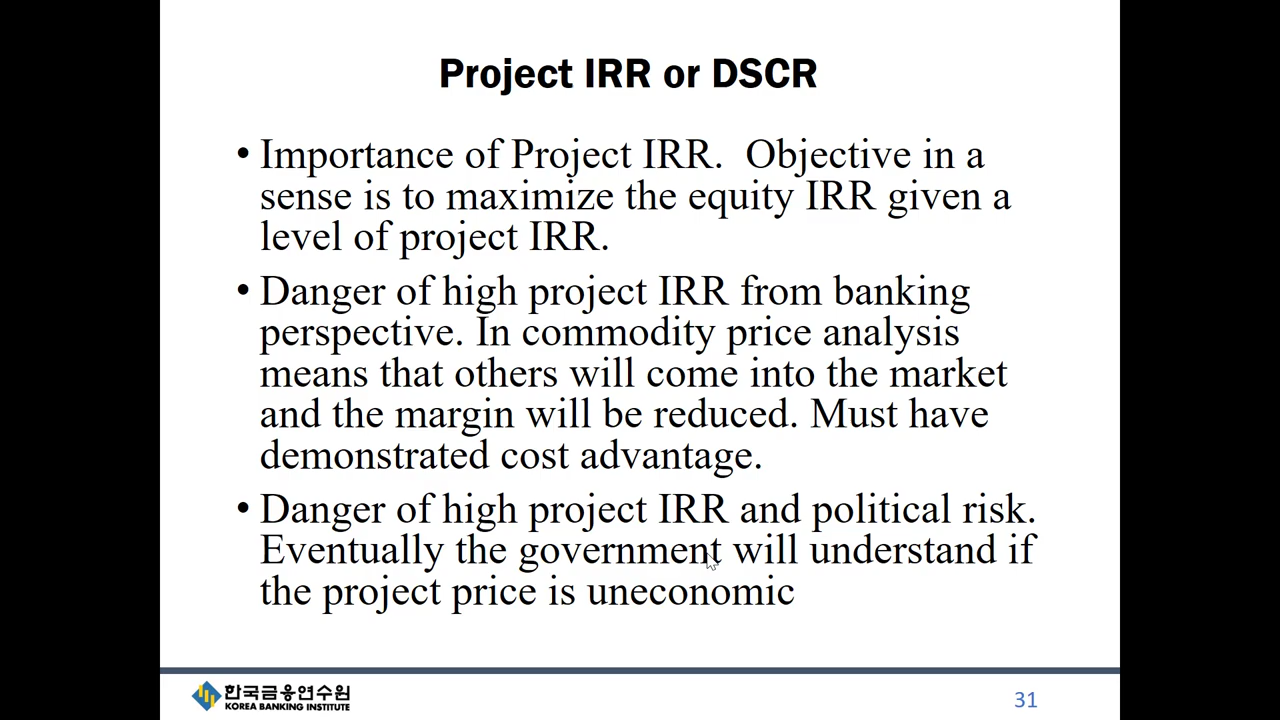 Project IRR or DSCR
• Importance of Project IRR.  Objective in a
sense is to maximize the equity IRR given a
level of project IRR.
• Danger of high project IRR from banking
perspective. In commodity price analysis
means that others will come into the market
and the margin will be reduced. Must have
demonstrated cost advantage.
• Danger of high project IRR and political risk.
Eventually the government will understand if
the project price is uneconomic
한국금융연수원
KOREA BANKING INSTITUTE
31